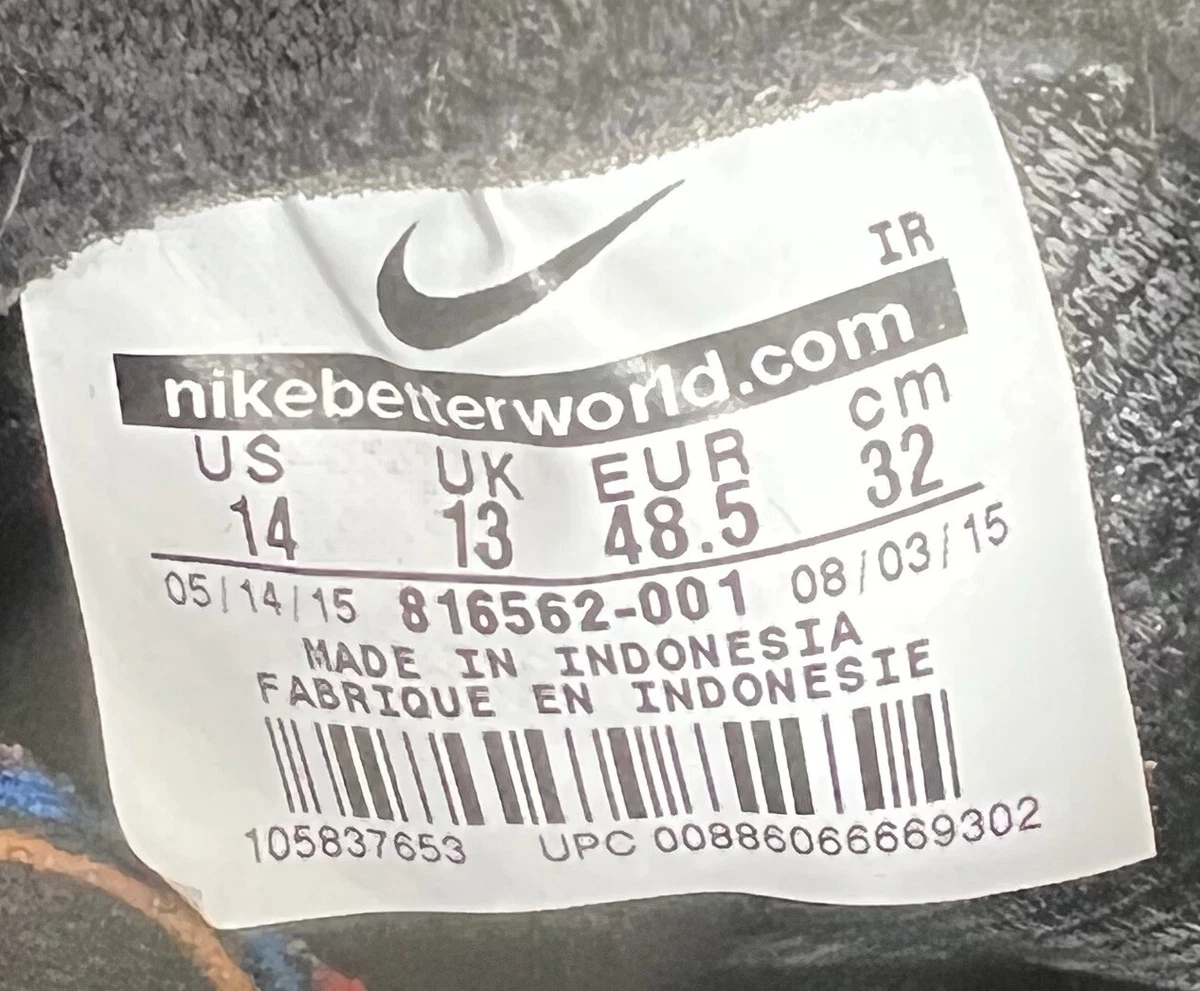 IR
nikebetterworld.com
US UK EUR cm
14 13 48.5 32
05/14/15 816562-001 08/03/15
MADE IN INDONESIA
FABRIQUE EN INDONESIE
105837653 UPC 00886066669302